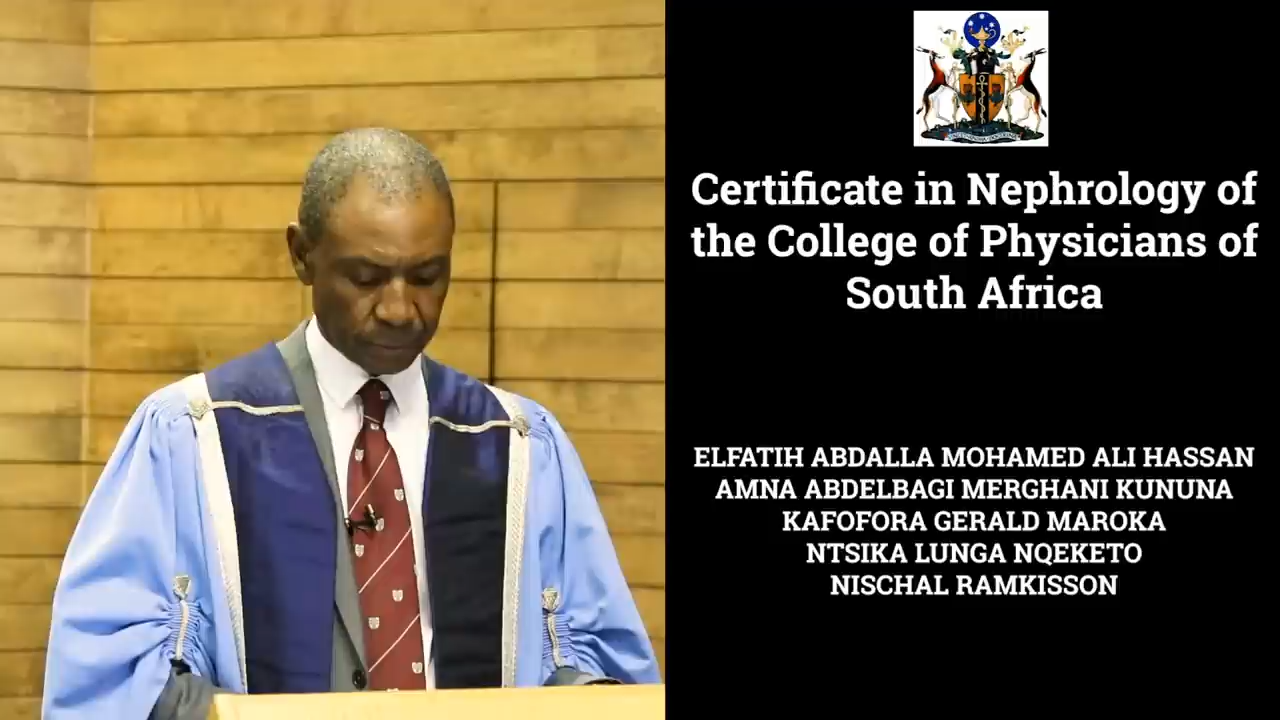 Certificate in Nephrology of
the College of Physicians of
South Africa
ELFATIH ABDALLA MOHAMED ALI HASSAN
AMNA ABDELBAGI MERGHANI KUNUNA
KAFOFORA GERALD MAROKA
NTSIKA LUNGA NQEKETO
NISCHAL RAMKISSON